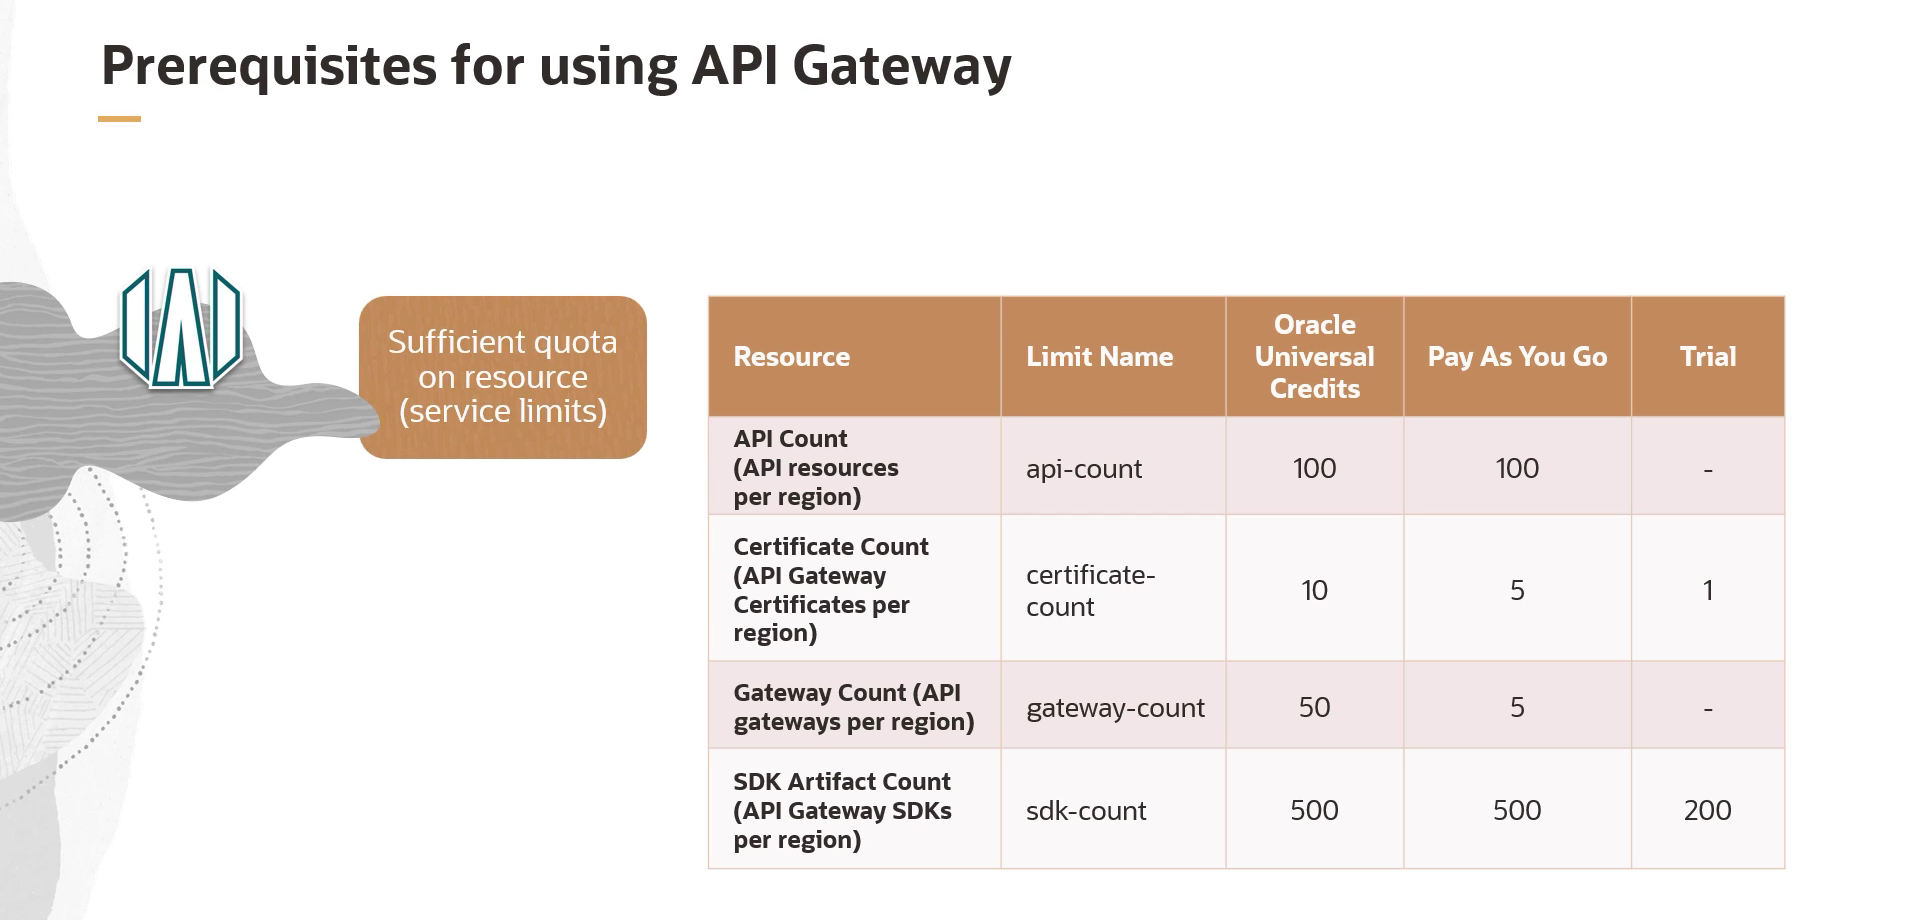 Prerequisites for using API Gateway
Sufficient quota
on resource
(service limits)
Resource
Limit Name
Oracle
Universal
Credits
Pay As You Go
Trial
API Count
(API resources
per region)
api-count
100
100
-
Certificate Count
(API Gateway
Certificates per
region)
certificate-
count
10
5
1
Gateway Count (API
gateways per region)
gateway-count
50
5
-
SDK Artifact Count
(API Gateway SDKs
per region)
sdk-count
500
500
200